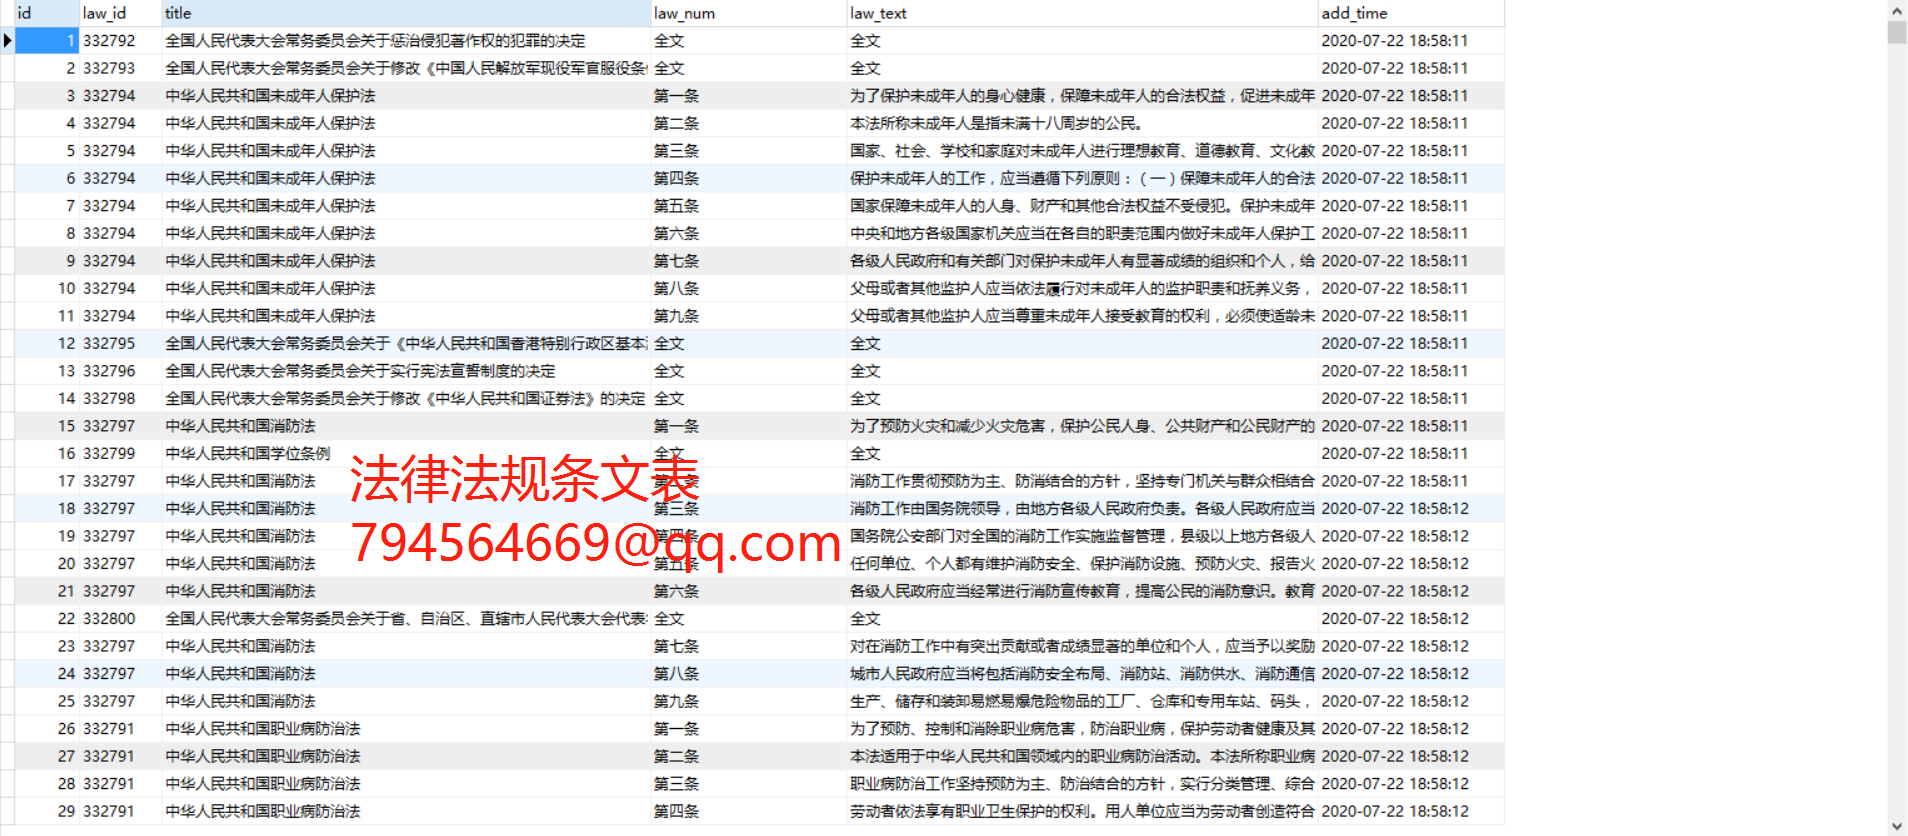 id law_id title law_num law_text add_time
1 332792 全国人民代表大会常务委员会关于惩治侵犯著作权的犯罪的决定 全文 全文 2020-07-22 18:58:11
2 332793 全国人民代表大会常务委员会关于修改《中国人民解放军现役军官服役条 全文 全文 2020-07-22 18:58:11
3 332794 中华人民共和国未成年人保护法 第一条 为了保护未成年人的身心健康，保障未成年人的合法权益，促进未成年 2020-07-22 18:58:11
4 332794 中华人民共和国未成年人保护法 第二条 本法所称未成年人是指未满十八周岁的公民。 2020-07-22 18:58:11
5 332794 中华人民共和国未成年人保护法 第三条 国家、社会、学校和家庭对未成年人进行理想教育、道德教育、文化教 2020-07-22 18:58:11
6 332794 中华人民共和国未成年人保护法 第四条 保护未成年人的工作，应当遵循下列原则：（一）保障未成年人的合法 2020-07-22 18:58:11
7 332794 中华人民共和国未成年人保护法 第五条 国家保障未成年人的人身、财产和其他合法权益不受侵犯。保护未成年 2020-07-22 18:58:11
8 332794 中华人民共和国未成年人保护法 第六条 中央和地方各级国家机关应当在各自的职责范围内做好未成年人保护工 2020-07-22 18:58:11
9 332794 中华人民共和国未成年人保护法 第七条 各级人民政府和有关部门对保护未成年人有显著成绩的组织和个人，给 2020-07-22 18:58:11
10 332794 中华人民共和国未成年人保护法 第八条 父母或者其他监护人应当依法履行对未成年人的监护职责和抚养义务， 2020-07-22 18:58:11
11 332794 中华人民共和国未成年人保护法 第九条 父母或者其他监护人应当尊重未成年人接受教育的权利，必须使适龄未 2020-07-22 18:58:11
12 332795 全国人民代表大会常务委员会关于《中华人民共和国香港特别行政区基本 全文 全文 2020-07-22 18:58:11
13 332796 全国人民代表大会常务委员会关于实行宪法宣誓制度的决定 全文 全文 2020-07-22 18:58:11
14 332798 全国人民代表大会常务委员会关于修改《中华人民共和国证券法》的决定 全文 全文 2020-07-22 18:58:11
15 332797 中华人民共和国消防法 第一条 为了预防火灾和减少火灾危害，保护公民人身、公共财产和公民财产的 2020-07-22 18:58:11
16 332799 中华人民共和国学位条例 全文 全文 2020-07-22 18:58:11
17 332797 中华人民共和国消防法 第二条 消防工作贯彻预防为主、防消结合的方针，坚持专门机关与群众相结合 2020-07-22 18:58:11
18 332797 中华人民共和国消防法 第三条 消防工作由国务院领导，由地方各级人民政府负责。各级人民政府应当 2020-07-22 18:58:12
19 332797 中华人民共和国消防法 第四条 国务院公安部门对全国的消防工作实施监督管理，县级以上地方各级人 2020-07-22 18:58:12
20 332797 中华人民共和国消防法 第五条 任何单位、个人都有维护消防安全、保护消防设施、预防火灾、报告火 2020-07-22 18:58:12
21 332797 中华人民共和国消防法 第六条 各级人民政府应当经常进行消防宣传教育，提高公民的消防意识。教育 2020-07-22 18:58:12
22 332800 全国人民代表大会常务委员会关于省、自治区、直辖市人民代表大会代表 全文 全文 2020-07-22 18:58:12
23 332797 中华人民共和国消防法 第七条 对在消防工作中有突出贡献或者成绩显著的单位和个人，应当予以奖励 2020-07-22 18:58:12
24 332797 中华人民共和国消防法 第八条 城市人民政府应当将包括消防安全布局、消防站、消防供水、消防通信 2020-07-22 18:58:12
25 332797 中华人民共和国消防法 第九条 生产、储存和装卸易燃易爆危险物品的工厂、仓库和专用车站、码头， 2020-07-22 18:58:12
26 332791 中华人民共和国职业病防治法 第一条 为了预防、控制和消除职业病危害，防治职业病，保护劳动者健康及其 2020-07-22 18:58:12
27 332791 中华人民共和国职业病防治法 第二条 本法适用于中华人民共和国领域内的职业病防治活动。本法所称职业病 2020-07-22 18:58:12
28 332791 中华人民共和国职业病防治法 第三条 职业病防治工作坚持预防为主、防治结合的方针，实行分类管理、综合 2020-07-22 18:58:12
29 332791 中华人民共和国职业病防治法 第四条 劳动者依法享有职业卫生保护的权利。用人单位应当为劳动者创造符合 2020-07-22 18:58:12
法律法规条文表
794564669@qq.com